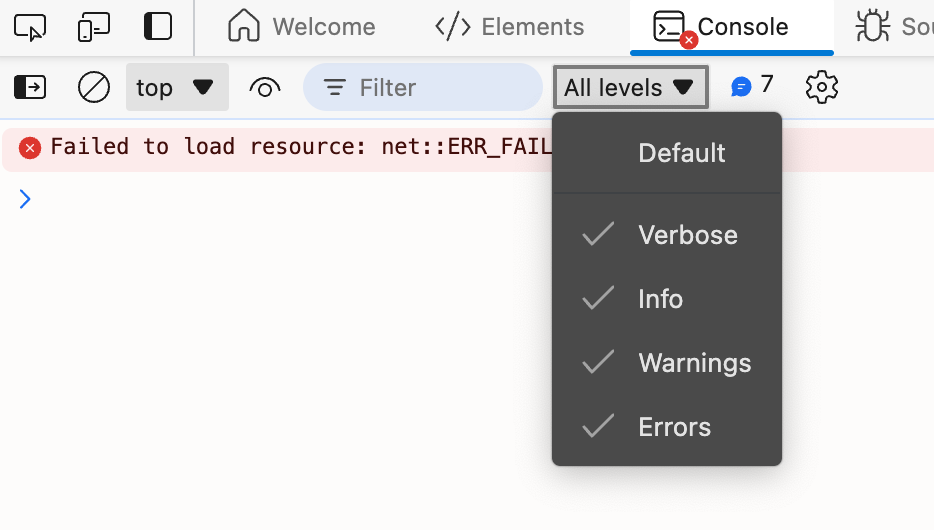 Welcome Elements Console
top Filter All levels 7
Failed to load resource: net::ERR_FAIL
Default
Verbose
Info
Warnings
Errors